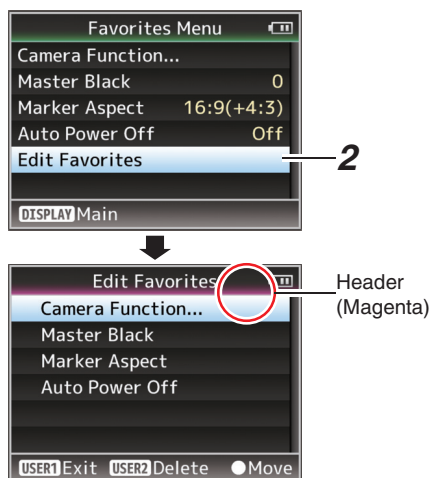 Favorites Menu
Camera Function...
Master Black 0
Marker Aspect 16:9(+4:3)
Auto Power Off Off
Edit Favorites
2
DISPLAY Main
Edit Favorites
Header
(Magenta)
Camera Function...
Master Black
Marker Aspect
Auto Power Off
USER1 Exit USER2 Delete ●Move